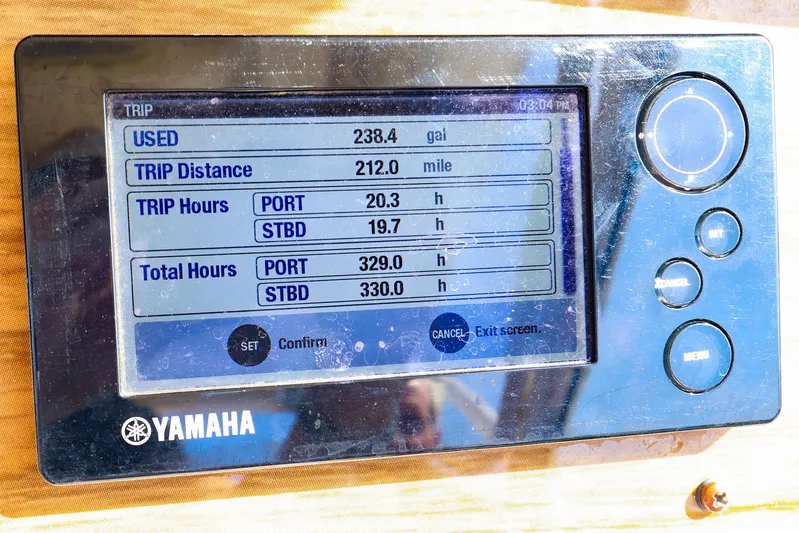 TRIP 03:04 PM
USED 238.4 gal
TRIP Distance 212.0 mile
TRIP Hours PORT 20.3 h
STBD 19.7 h
Total Hours PORT 329.0 h
STBD 330.0 h
SET Confirm CANCEL Exit screen.
SET
CANCEL
MENU
YAMAHA